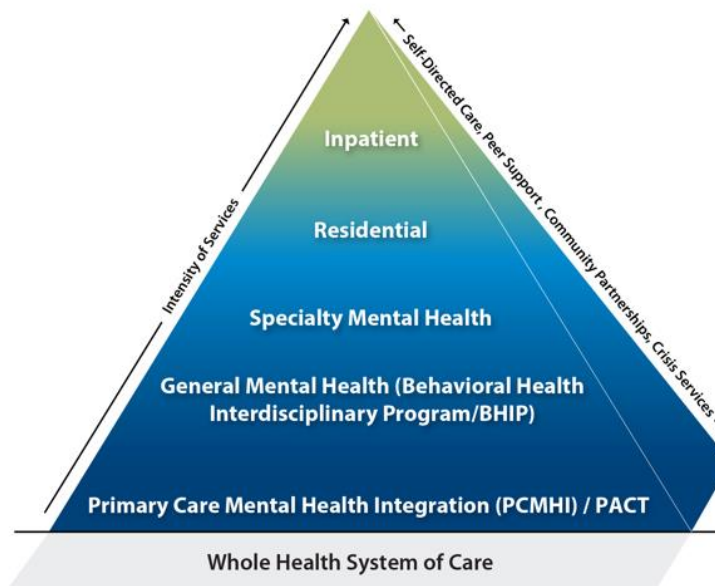 Inpatient
Residential
Specialty Mental Health
General Mental Health (Behavioral Health
Interdisciplinary Program/BHIP)
Primary Care Mental Health Integration (PCMHI) / PACT
Whole Health System of Care
Intensity of Services
Self-Directed Care, Peer Support , Community Partnerships, Crisis Services